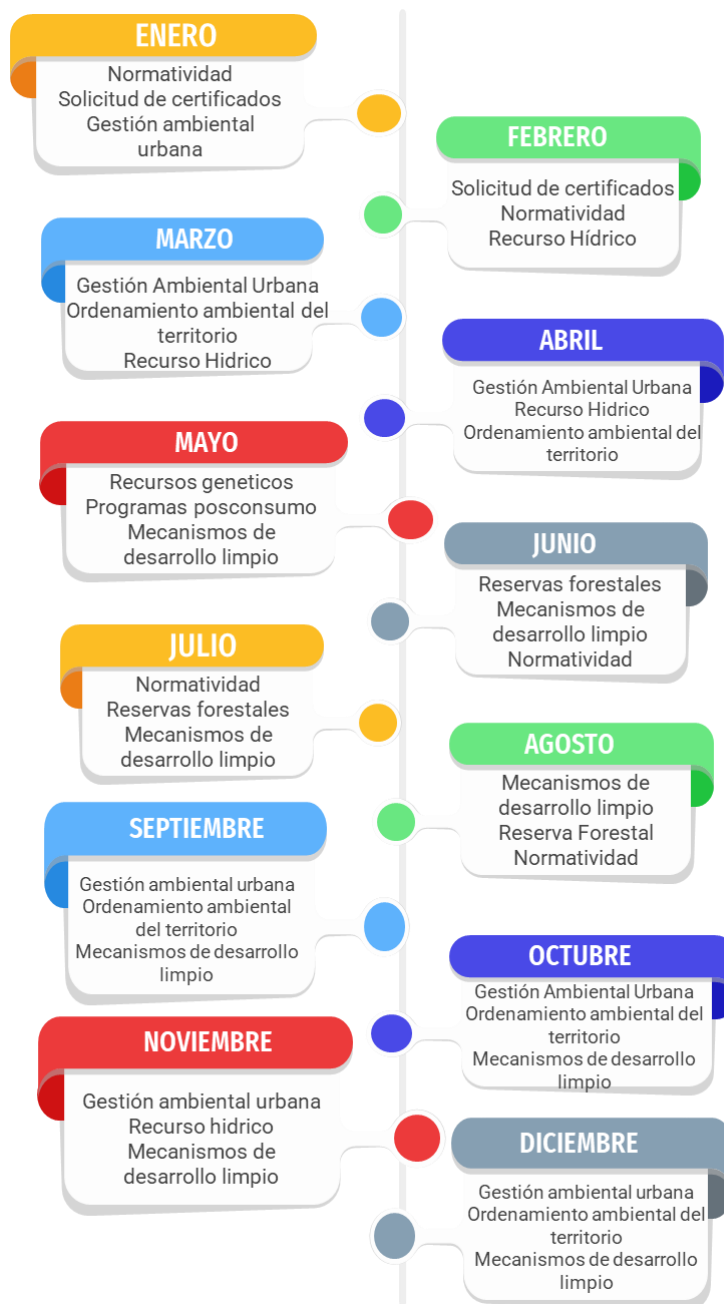 ENERO
Normatividad
Solicitud de certificados
Gestión ambiental
urbana
FEBRERO
Solicitud de certificados
Normatividad
Recurso Hídrico
MARZO
Gestión Ambiental Urbana
Ordenamiento ambiental del
territorio
Recurso Hidrico
ABRIL
Gestión Ambiental Urbana
Recurso Hidrico
Ordenamiento ambiental del
territorio
MAYO
Recursos geneticos
Programas posconsumo
Mecanismos de
desarrollo limpio
JUNIO
Reservas forestales
Mecanismos de
desarrollo limpio
Normatividad
JULIO
Normatividad
Reservas forestales
Mecanismos de
desarrollo limpio
AGOSTO
Mecanismos de
desarrollo limpio
Reserva Forestal
Normatividad
SEPTIEMBRE
Gestión ambiental urbana
Ordenamiento ambiental
del territorio
Mecanismos de desarrollo
limpio
OCTUBRE
Gestión Ambiental Urbana
Ordenamiento ambiental del
territorio
Mecanismos de desarrollo
limpio
NOVIEMBRE
Gestión ambiental urbana
Recurso hidrico
Mecanismos de
desarrollo limpio
DICIEMBRE
Gestión ambiental urbana
Ordenamiento ambiental del
territorio
Mecanismos de desarrollo
limpio